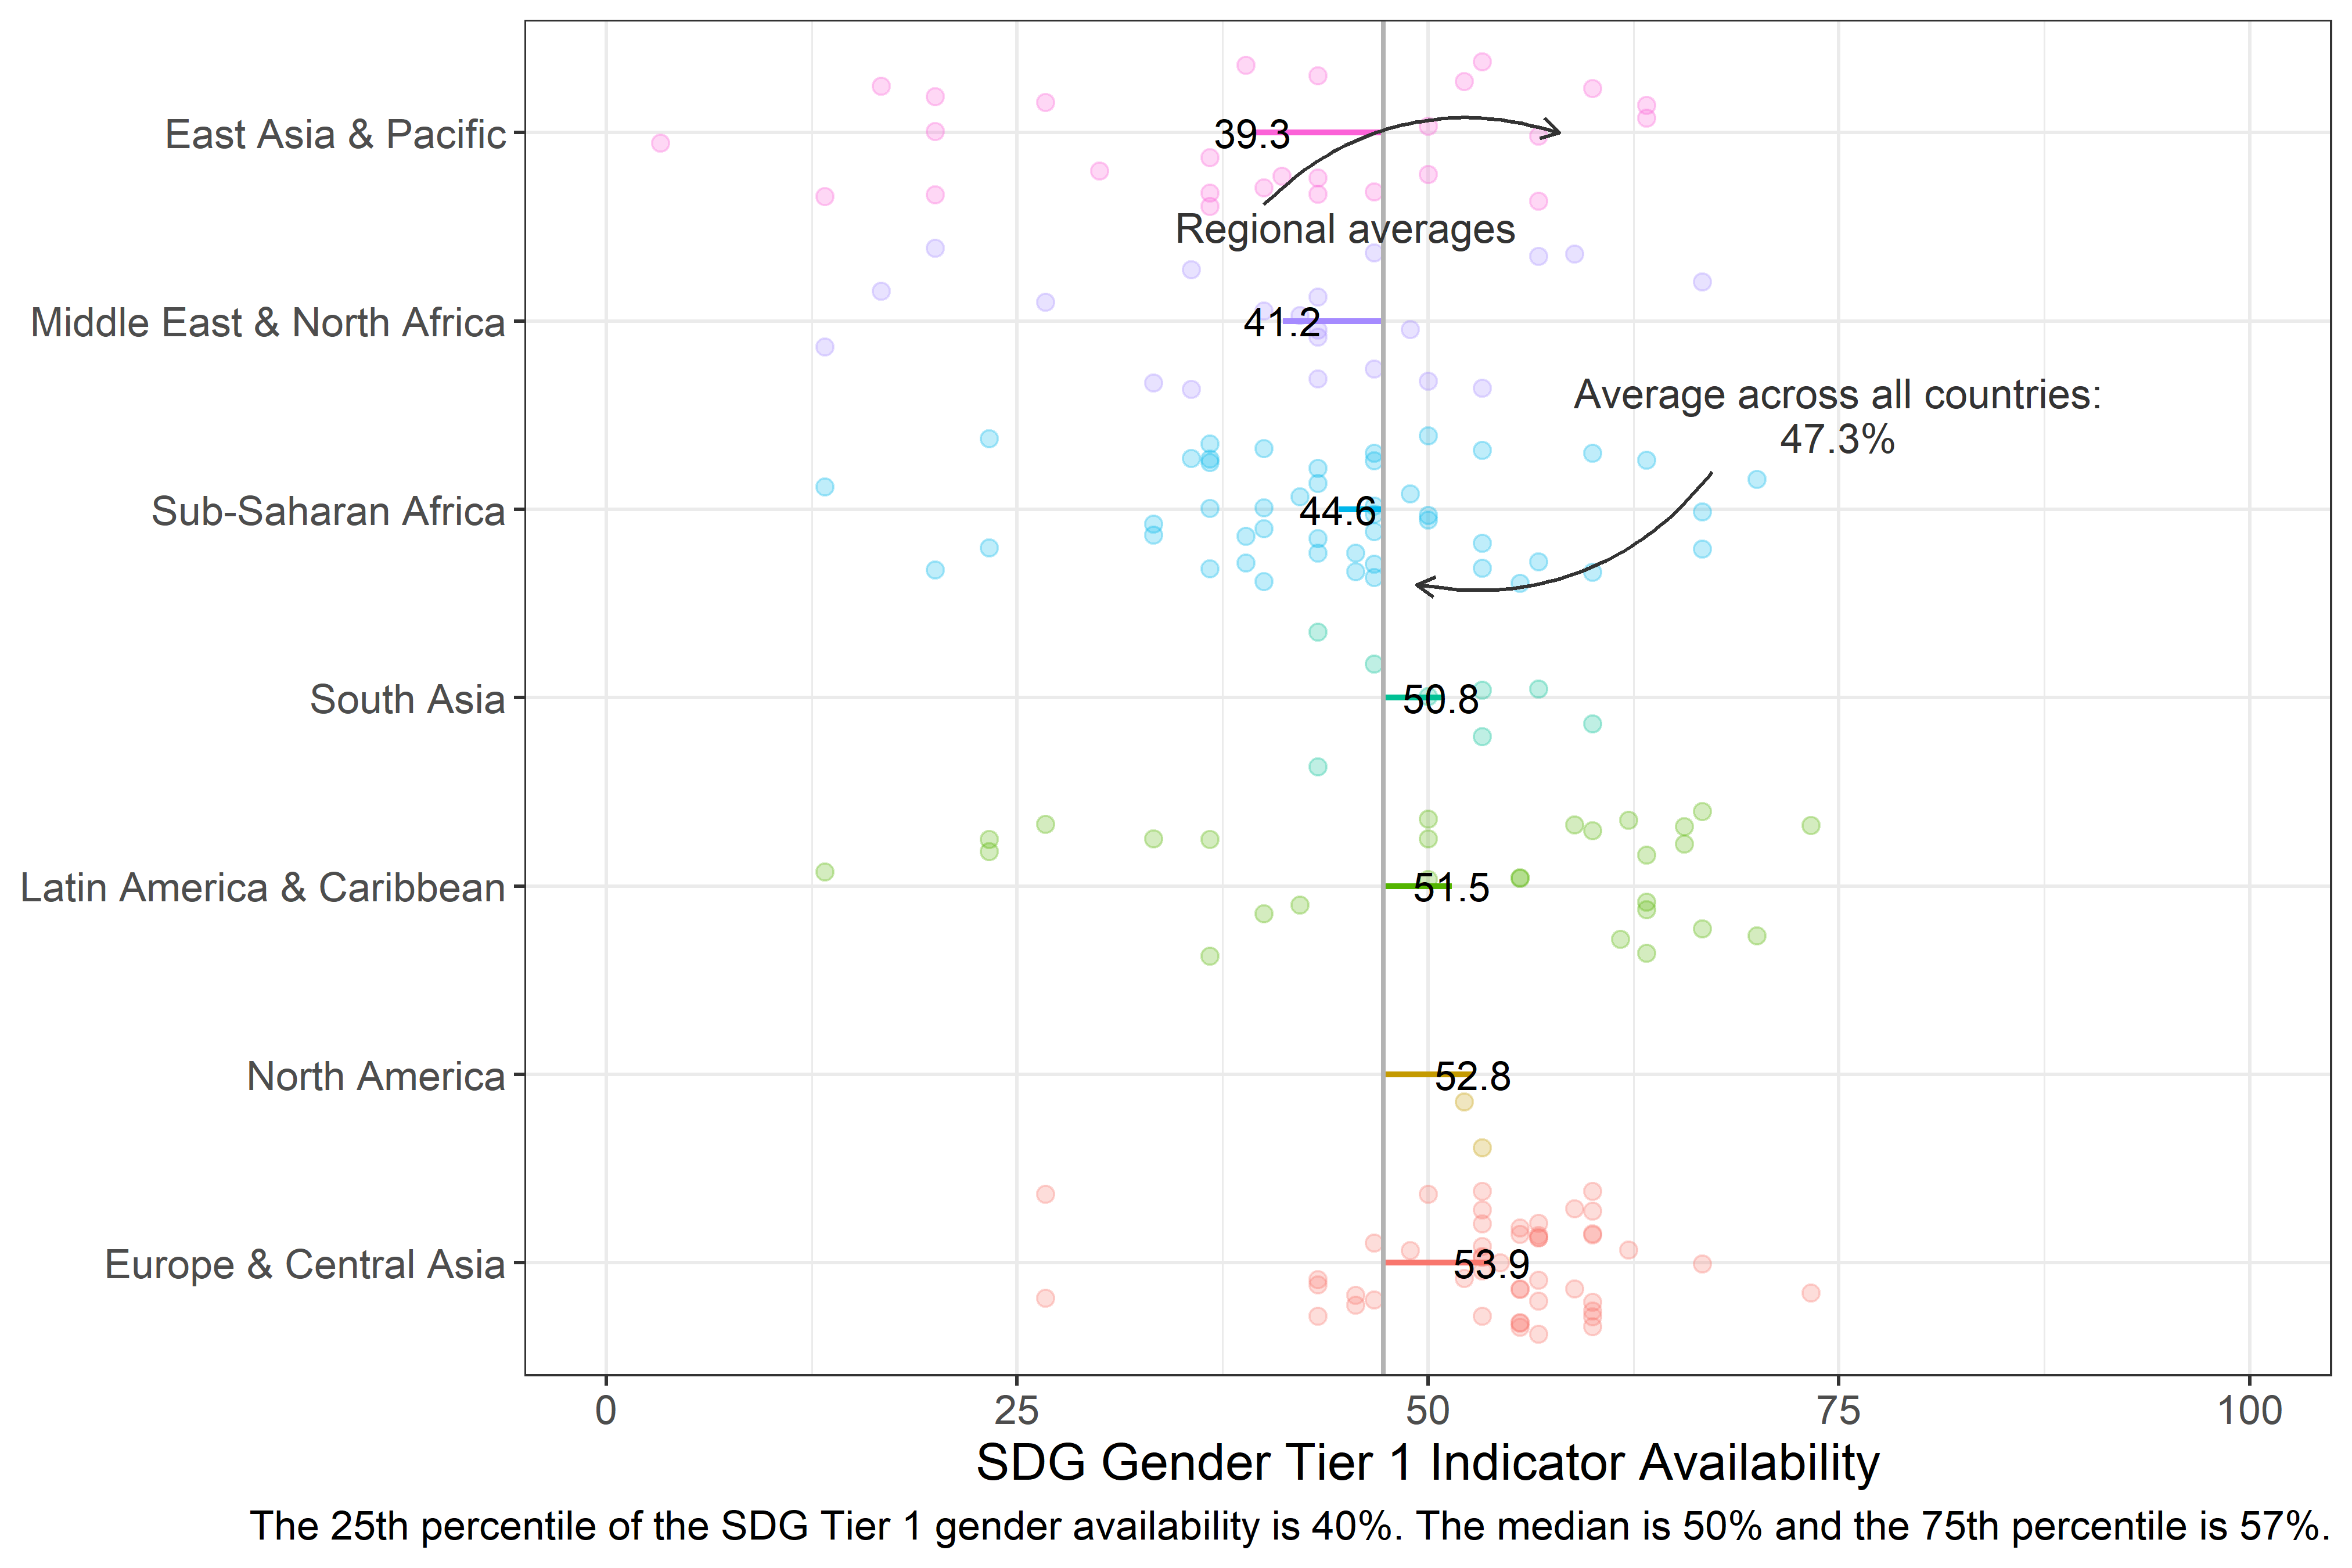 East Asia & Pacific
39.3
Regional averages
Middle East & North Africa
41.2
Average across all countries:
47.3%
Sub-Saharan Africa
44.6
South Asia
50.8
Latin America & Caribbean
51.5
North America
52.8
Europe & Central Asia
53.9
0 25 50 75 100
SDG Gender Tier 1 Indicator Availability
The 25th percentile of the SDG Tier 1 gender availability is 40%. The median is 50% and the 75th percentile is 57%.